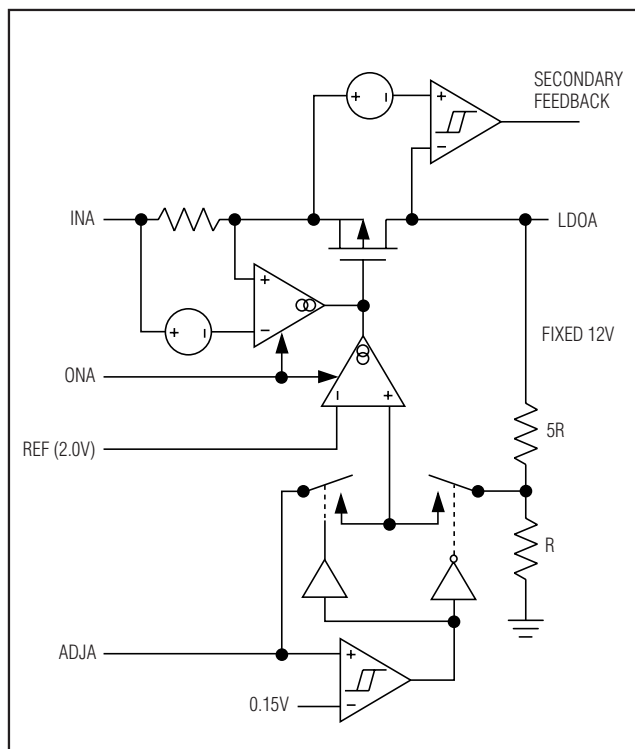 SECONDARY
FEEDBACK
+
−
+
−
INA
LDOA
+
−
+
−
FIXED 12V
ONA
−
+
5R
REF (2.0V)
R
ADJA
+
−
0.15V